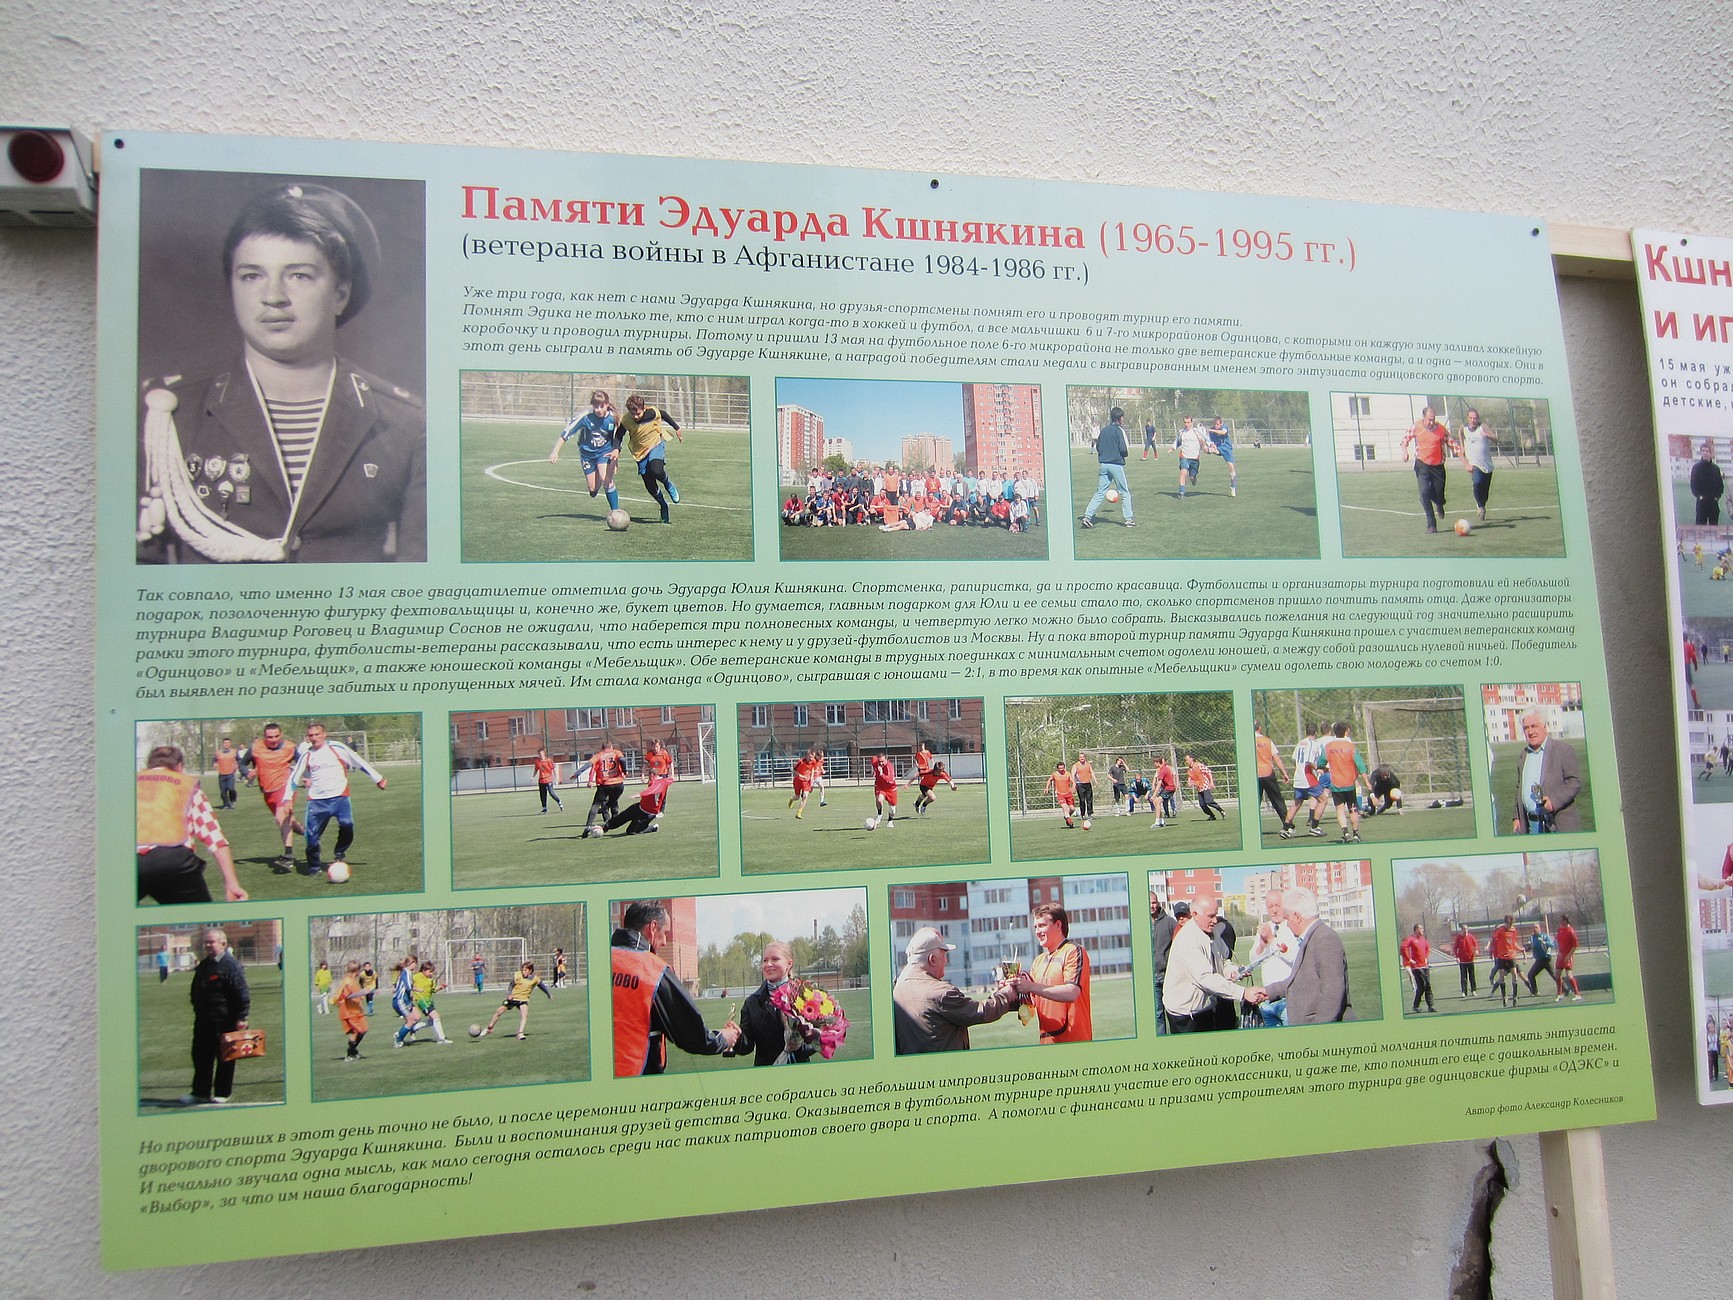 Памяти Эдуарда Кшнякина (1965-1995 гг.)
(ветерана войны в Афганистане 1984-1986 гг.)
Уже три года, как нет с нами Эдуарда Кшнякина, но друзья-спортсмены помнят его и проводят турнир его памяти.
Помнят Эдика не только те, кто с ним играл когда-то в хоккей и футбол, а все мальчишки 6 и 7-го микрорайонов Одинцова, с которыми он каждую зиму заливал хоккейную
коробочку и проводил турниры. Потому и пришли 13 мая на футбольное поле 6-го микрорайона не только две ветеранские футбольные команды, а и одна — молодых. Они в
этот день сыграли в память об Эдуарде Кшнякине, а наградой победителям стали медали с выгравированным именем этого энтузиаста одинцовского дворового спорта.
Так совпало, что именно 13 мая свое двадцатилетие отметила дочь Эдуарда Юлия Кшнякина. Спортсменка, рапиристка, да и просто красавица. Футболисты и организаторы турнира подготовили ей небольшой
подарок, позолоченную фигурку фехтовальщицы и, конечно же, букет цветов. Но думается, главным подарком для Юли и ее семьи стало то, сколько спортсменов пришло почтить память отца. Даже организаторы
турнира Владимир Роговец и Владимир Соснов не ожидали, что наберется три полновесных команды, и четвертую легко можно было собрать. Высказывались пожелания на следующий год значительно расширить
рамки этого турнира, футболисты-ветераны рассказывали, что есть интерес к нему и у друзей-футболистов из Москвы. Ну а пока второй турнир памяти Эдуарда Кшнякина прошел с участием ветеранских команд
«Одинцово» и «Мебельщик», а также юношеской команды «Мебельщик». Обе ветеранские команды в трудных поединках с минимальным счетом одолели юношей, а между собой разошлись нулевой ничьей. Победитель
был выявлен по разнице забитых и пропущенных мячей. Им стала команда «Одинцово», сыгравшая с юношами — 2:1, в то время как опытные «Мебельщики» сумели одолеть свою молодежь со счетом 1:0.
13
ОВО
Но проигравших в этот день точно не было, и после церемонии награждения все собрались за небольшим импровизированным столом на хоккейной коробке, чтобы минутой молчания почтить память энтузиаста
дворового спорта Эдуарда Кшнякина. Были и воспоминания друзей детства Эдика. Оказывается в футбольном турнире приняли участие его одноклассники, и даже те, кто помнит его еще с дошкольным времен.
И печально звучала одна мысль, как мало сегодня осталось среди нас таких патриотов своего двора и спорта. А помогли с финансами и призами устроителям этого турнира две одинцовские фирмы «ОДЭКС» и
«Выбор», за что им наша благодарность!
Автор фото Александр Колесников
Кшн
и иг
15 мая уж
он собра
детские,